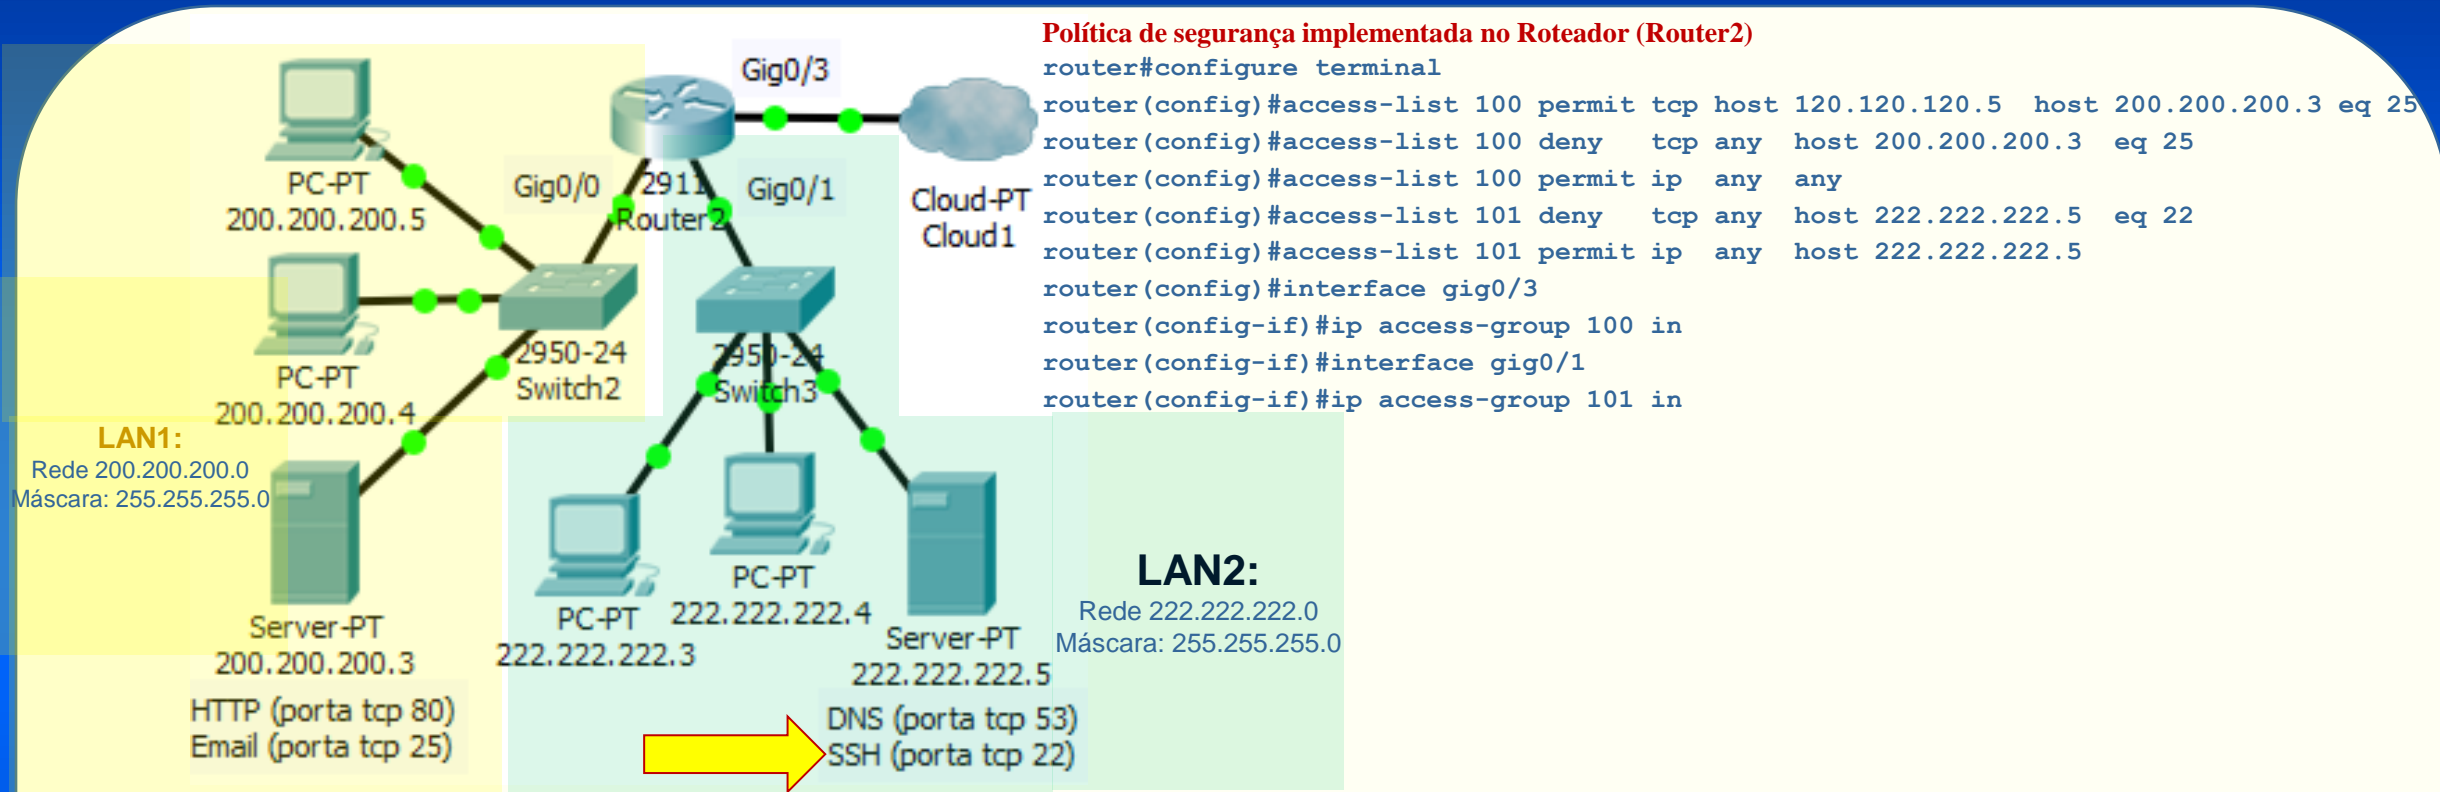 Política de segurança implementada no Roteador (Router2)
router#configure terminal
router(config)#access-list 100 permit tcp host 120.120.120.5  host 200.200.200.3 eq 25
router(config)#access-list 100 deny   tcp any  host 200.200.200.3  eq 25
router(config)#access-list 100 permit ip  any  any
router(config)#access-list 101 deny   tcp any  host 222.222.222.5  eq 22
router(config)#access-list 101 permit ip  any  host 222.222.222.5
router(config)#interface gig0/3
router(config-if)#ip access-group 100 in
router(config-if)#interface gig0/1
router(config-if)#ip access-group 101 in
Gig0/3
PC-PT
200.200.200.5
Gig0/0
2911
Router2
Gig0/1
Cloud-PT
Cloud1
PC-PT
200.200.200.4
2950-24
Switch2
2950-24
Switch3
LAN1:
Rede 200.200.200.0
Máscara: 255.255.255.0
Server-PT
200.200.200.3
HTTP (porta tcp 80)
Email (porta tcp 25)
PC-PT
222.222.222.3
PC-PT
222.222.222.4
Server-PT
222.222.222.5
DNS (porta tcp 53)
SSH (porta tcp 22)
LAN2:
Rede 222.222.222.0
Máscara: 255.255.255.0